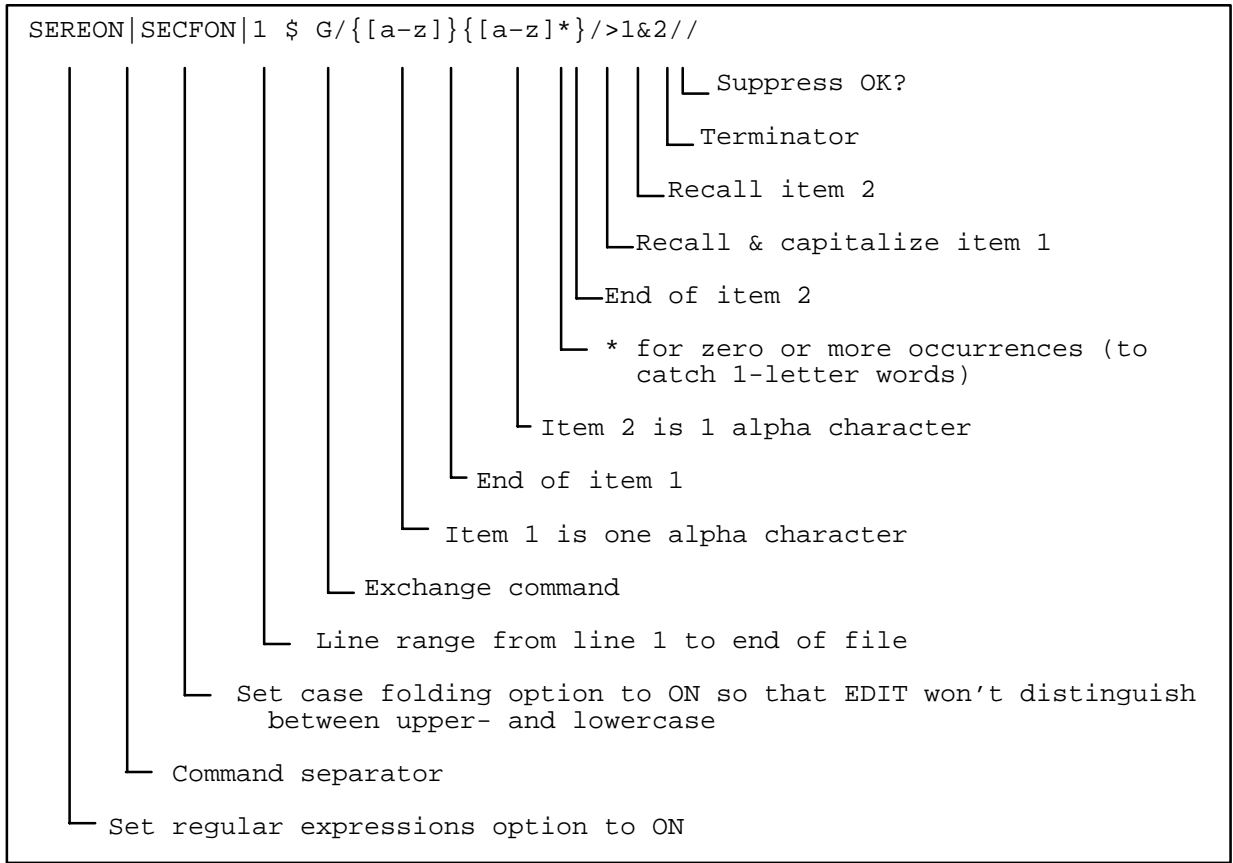 SEREON|SECFON|1 $ G/{[a-z]}{[a-z]*}/>1&2//
Suppress OK?
Terminator
Recall item 2
Recall & capitalize item 1
End of item 2
* for zero or more occurrences (to
catch 1-letter words)
Item 2 is 1 alpha character
End of item 1
Item 1 is one alpha character
Exchange command
Line range from line 1 to end of file
Set case folding option to ON so that EDIT won't distinguish
between upper- and lowercase
Command separator
Set regular expressions option to ON